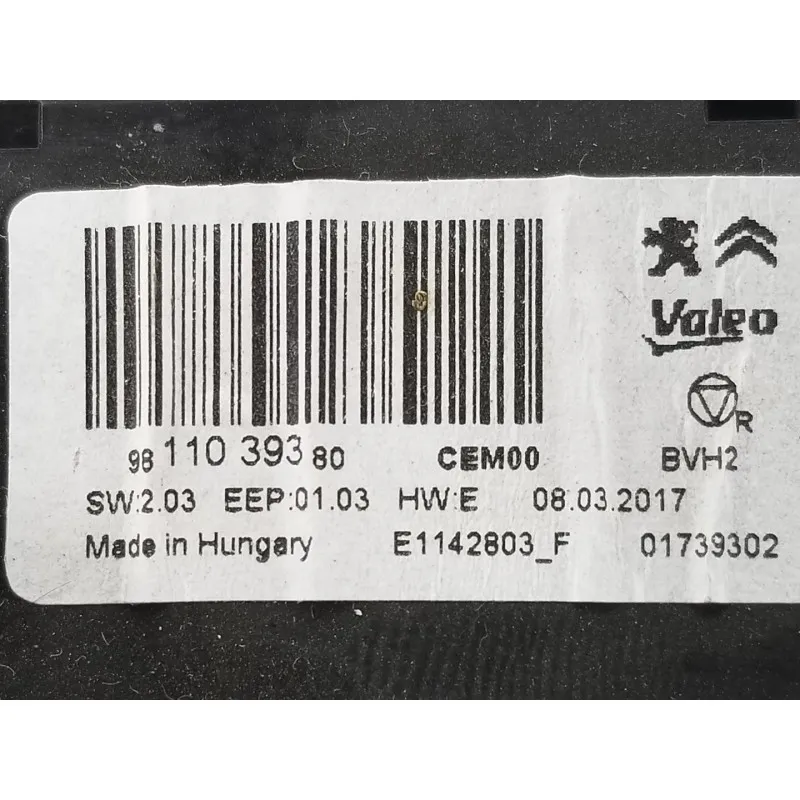 Valeo
R
98 110 393 80 CEM00 BVH2
SW:2.03 EEP:01.03 HW:E 08.03.2017
Made in Hungary E1142803_F 01739302